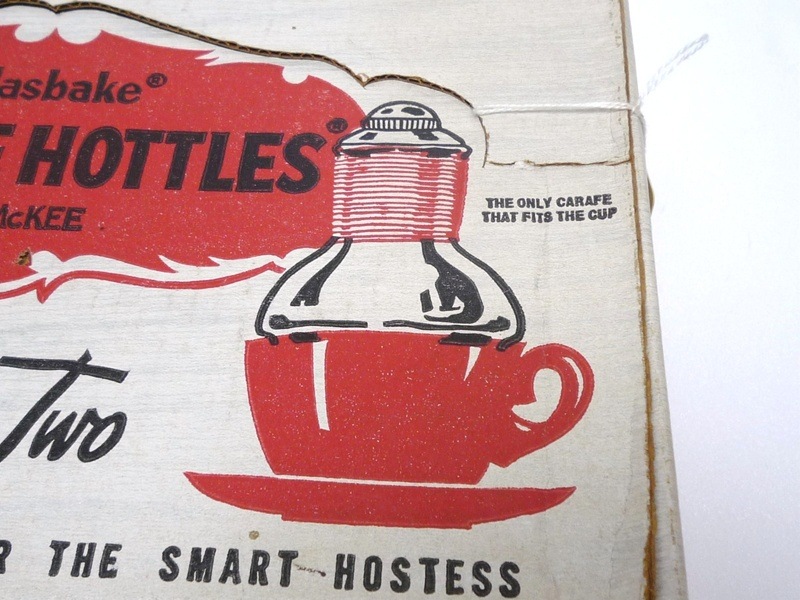 lasbake®
HOTTLES®
McKEE
THE ONLY CARAFE
THAT FITS THE CUP
Two
THE SMART HOSTESS